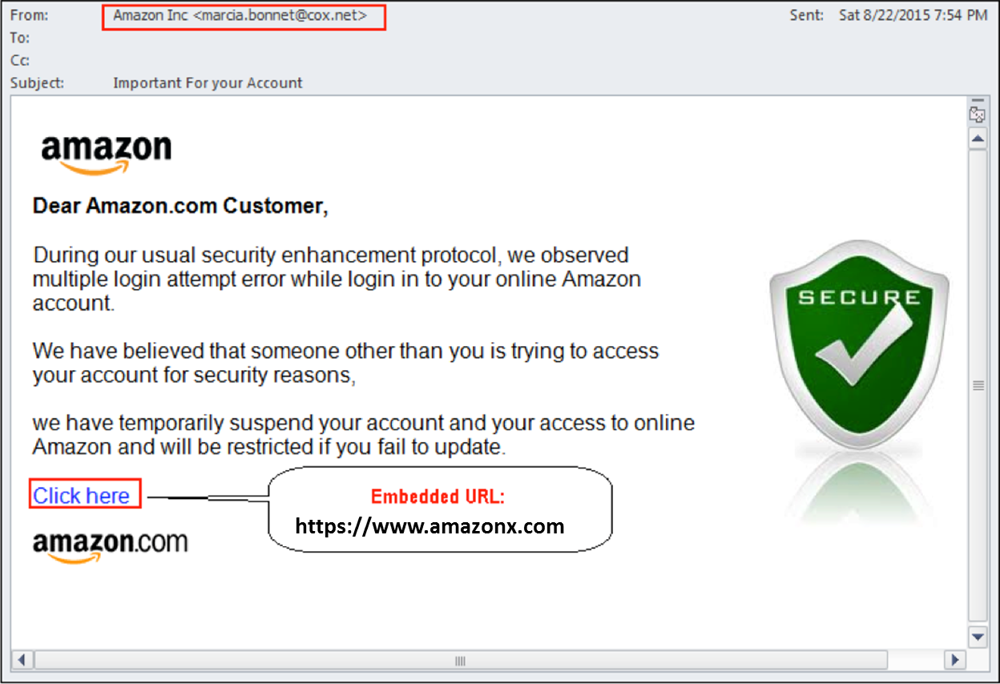 From: Amazon Inc <marcia.bonnet@cox.net> Sent: Sat 8/22/2015 7:54 PM
To:
Cc:
Subject: Important For your Account
amazon
Dear Amazon.com Customer,
During our usual security enhancement protocol, we observed
multiple login attempt error while login in to your online Amazon
account.
We have believed that someone other than you is trying to access
your account for security reasons,
we have temporarily suspend your account and your access to online
Amazon and will be restricted if you fail to update.
SECURE
Click here
Embedded URL:
https://www.amazonx.com
amazon.com